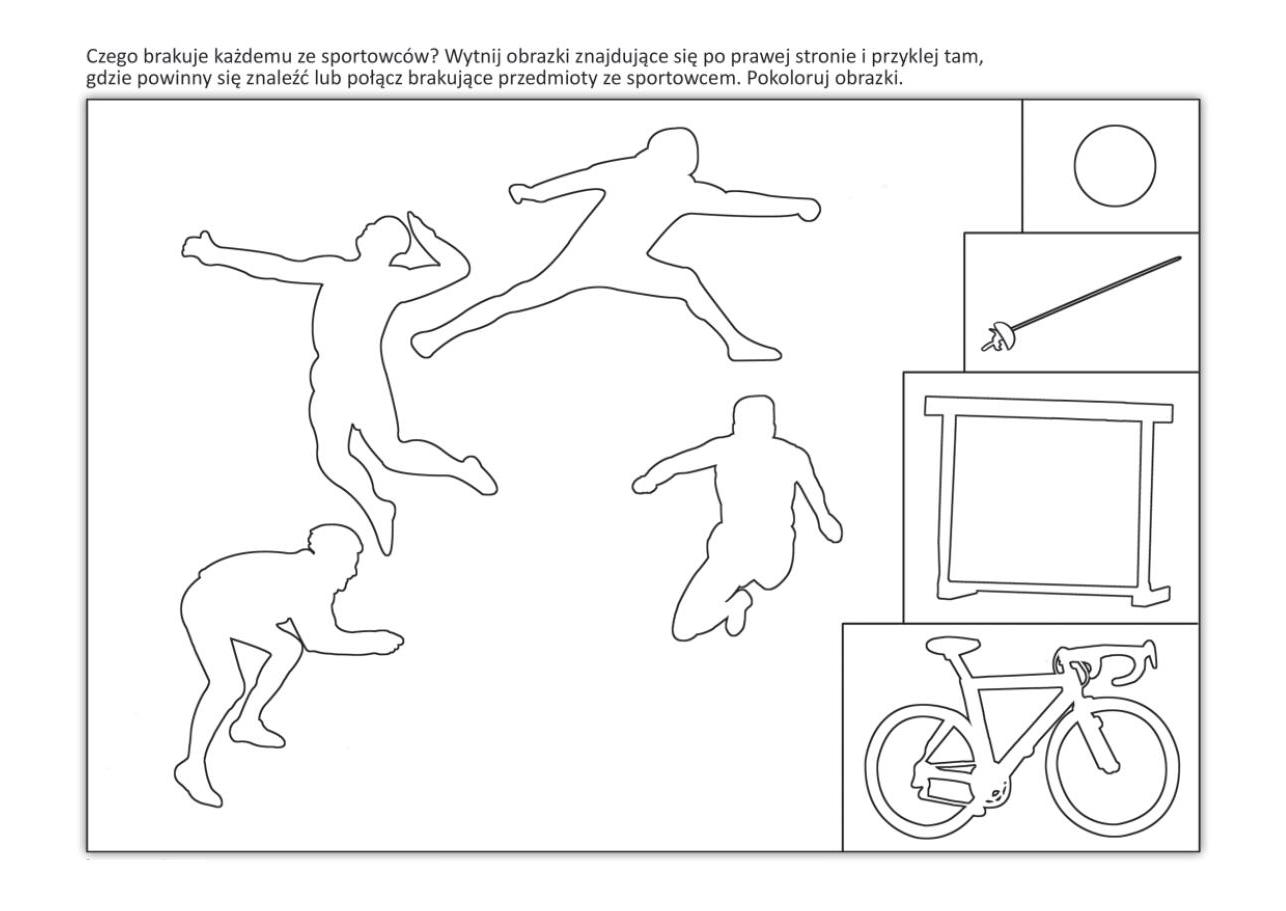 Czego brakuje każdemu ze sportowców? Wytnij obrazki znajdujące się po prawej stronie i przyklej tam,
gdzie powinny się znaleźć lub połącz brakujące przedmioty ze sportowcem. Pokoloruj obrazki.